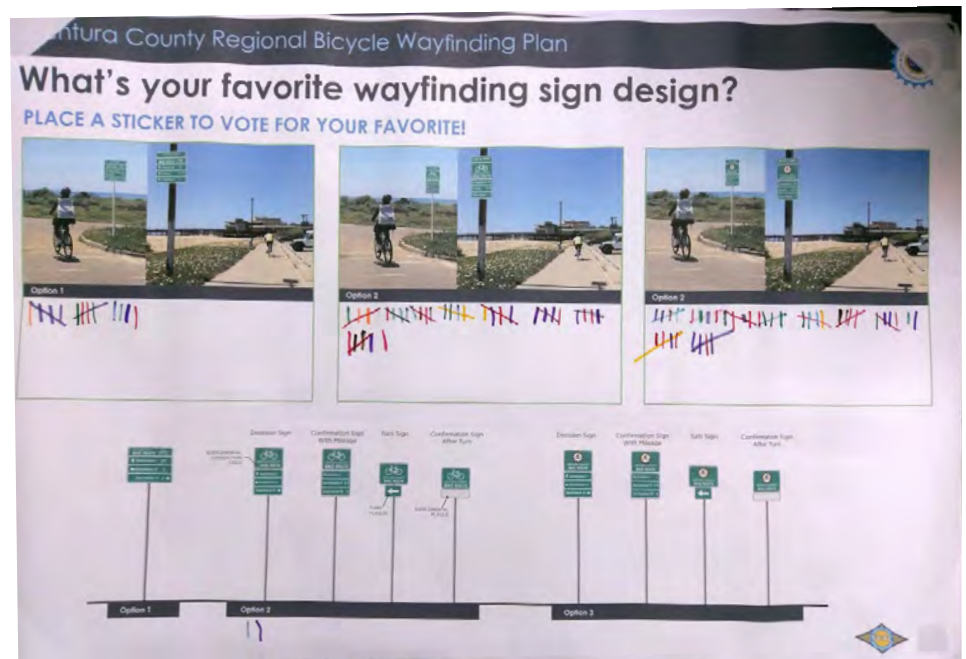 ntura County Regional Bicycle Wayfinding Plan
What's your favorite wayfinding sign design?
PLACE A STICKER TO VOTE FOR YOUR FAVORITE!
Option 1
Option 2
Option 2
Decision Sign
Confirmation Sign
With Mileage
Turn Sign
Confirmation Sign
After Turn
Decision Sign
Confirmation Sign
With Mileage
Turn Sign
Confirmation Sign
After Turn
BIKE ROUTE
Option 1
Option 2
Option 3